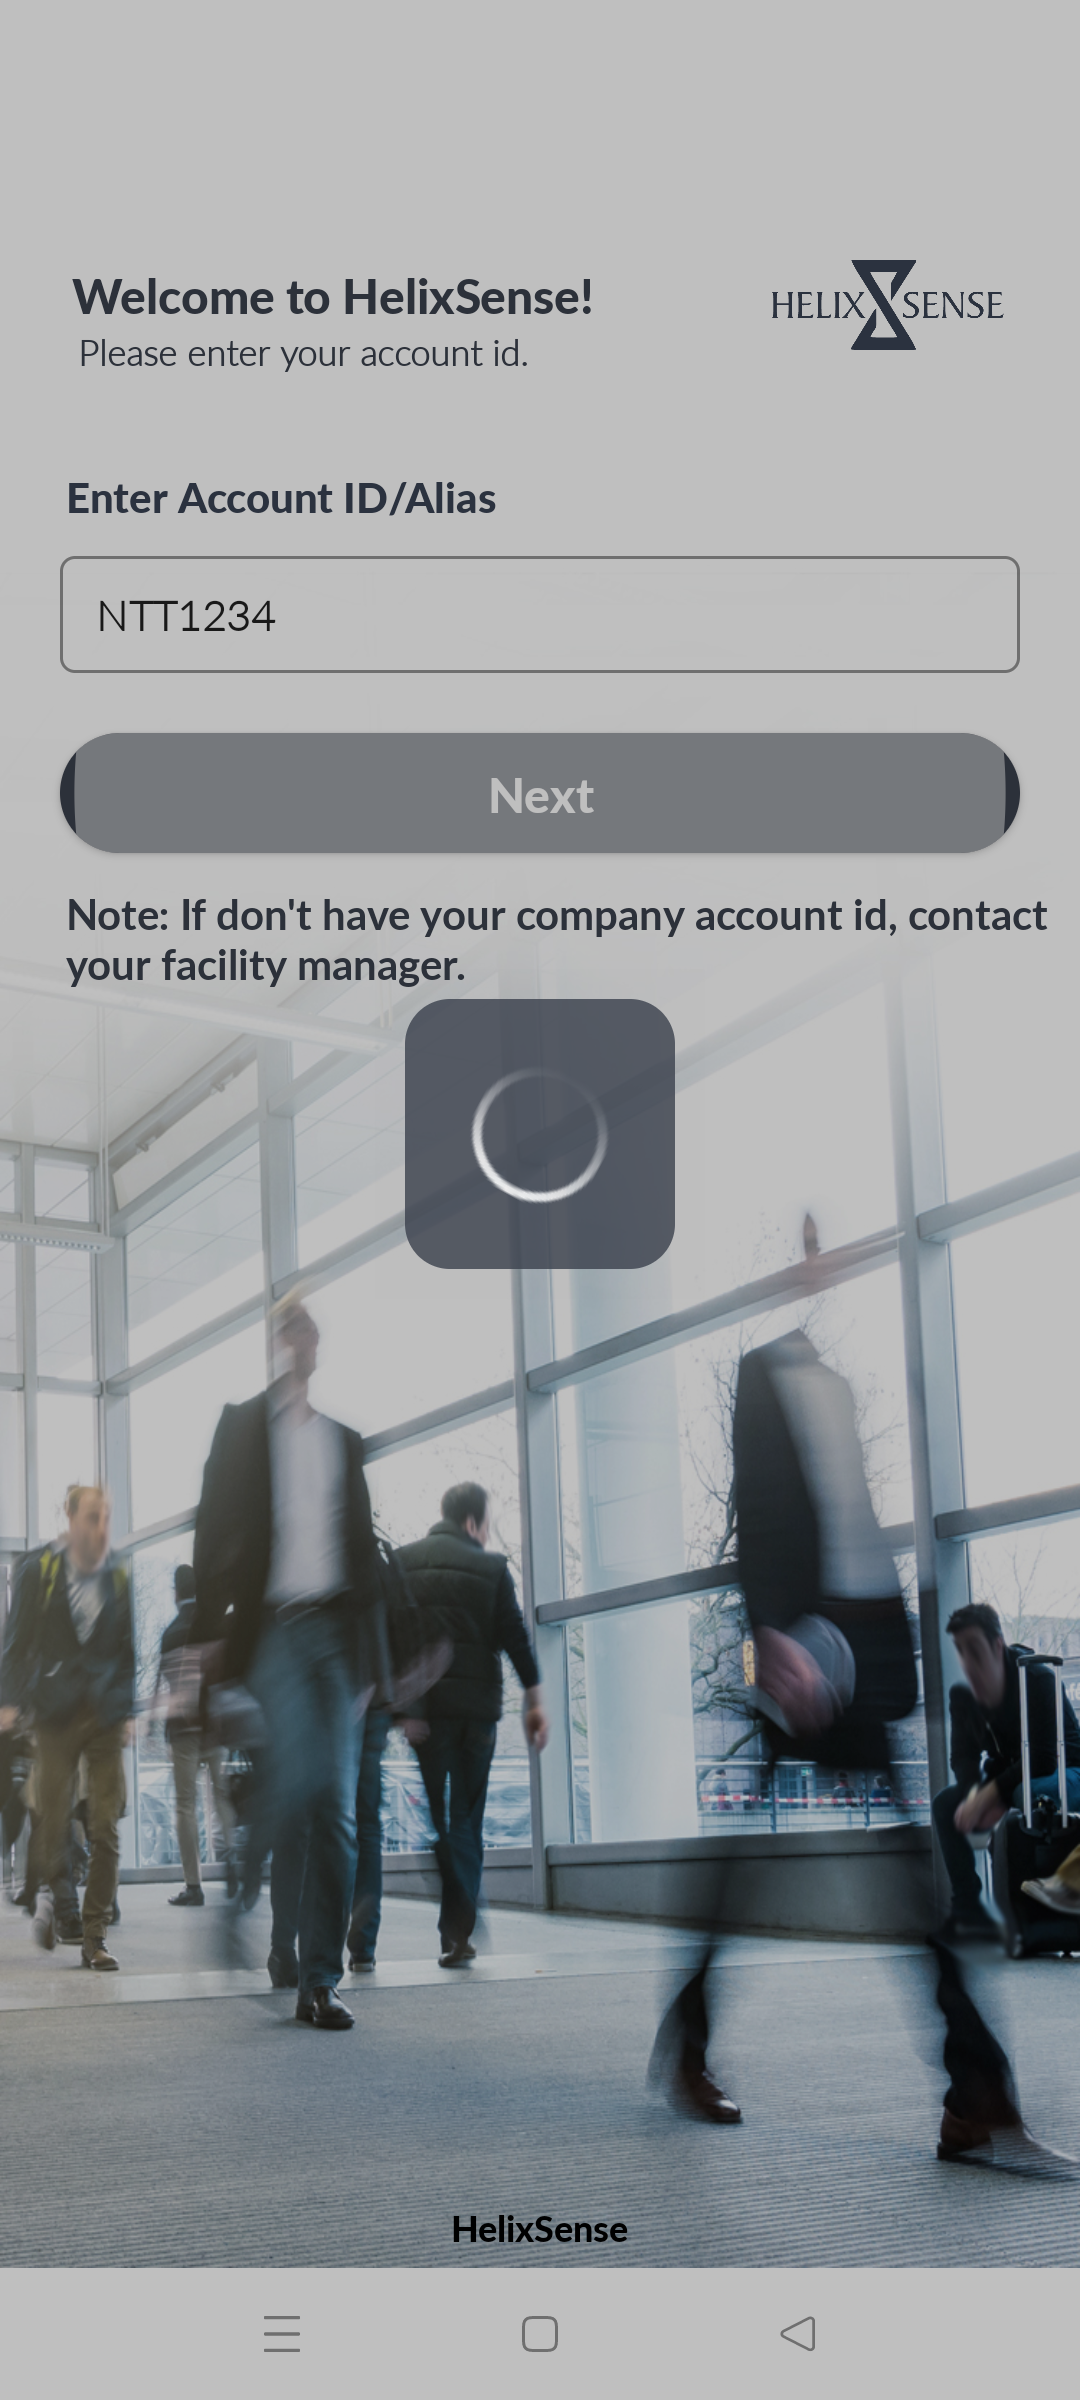 Welcome to HelixSense!
HELIX SENSE
Please enter your account id.
Enter Account ID/Alias
NTT1234
Next
Note: If don't have your company account id, contact
your facility manager.
HelixSense